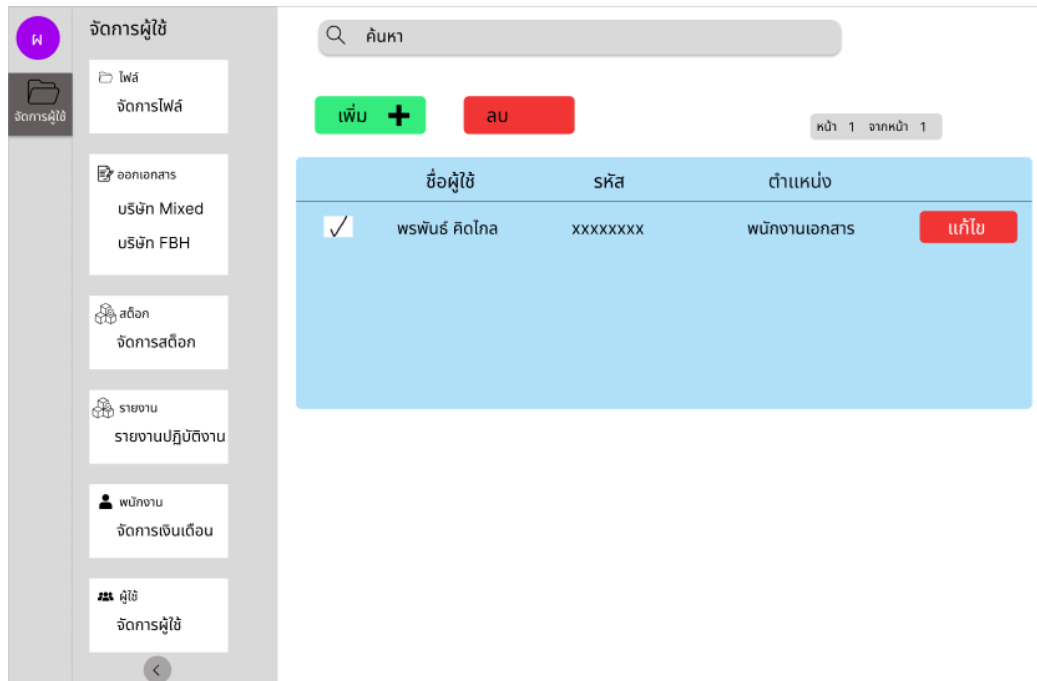 ผ
จัดการผู้ใช้
จัดการผู้ใช้
ไฟล์
จัดการไฟล์
ออกเอกสาร
บริษัท Mixed
บริษัท FBH
สต็อก
จัดการสต็อก
รายงาน
รายงานปฏิบัติงาน
พนักงาน
จัดการเงินเดือน
ผู้ใช้
จัดการผู้ใช้
ค้นหา
เพิ่ม ลบ
หน้า 1 จากหน้า 1
ชื่อผู้ใช้ รหัส ตำแหน่ง
พรพันธ์ คิดไกล xxxxxxxx พนักงานเอกสาร แก้ไข